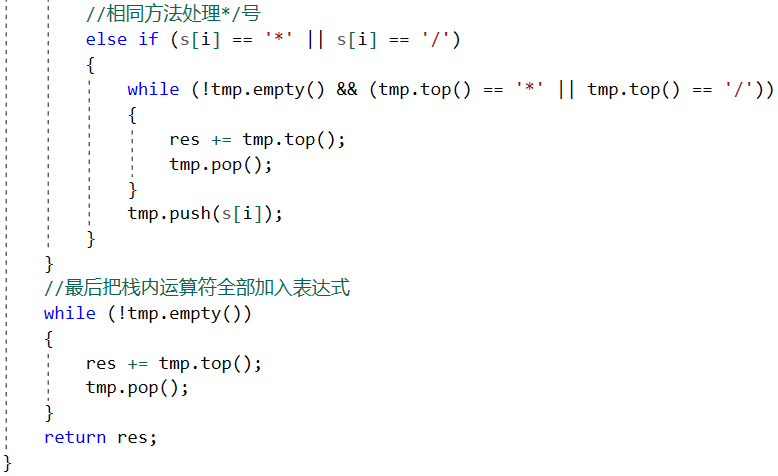 //相同方法处理*/号
else if (s[i] == '*' || s[i] == '/')
{
while (!tmp.empty() && (tmp.top() == '*' || tmp.top() == '/'))
{
res += tmp.top();
tmp.pop();
}
tmp.push(s[i]);
}
}
//最后把栈内运算符全部加入表达式
while (!tmp.empty())
{
res += tmp.top();
tmp.pop();
}
return res;
}